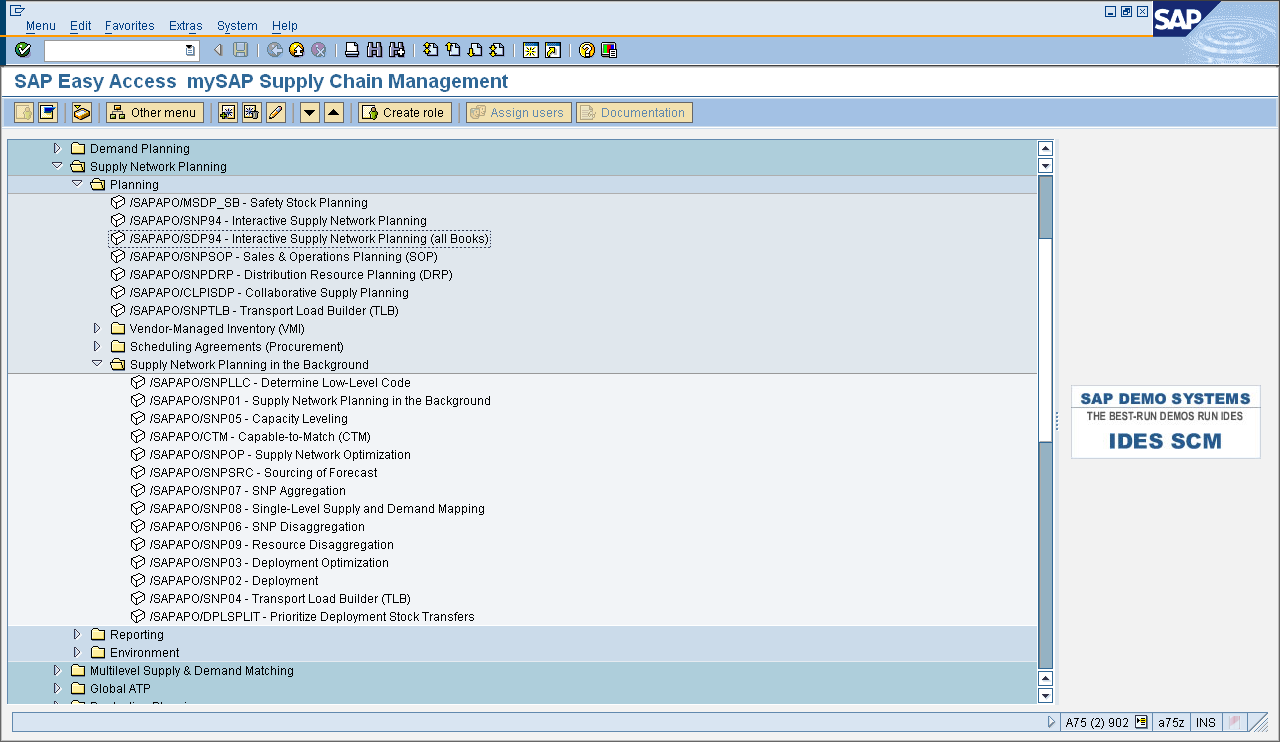 Menu Edit Favorites Extras System Help
SAP
SAP Easy Access mySAP Supply Chain Management
Other menu Create role Assign users Documentation
Demand Planning
Supply Network Planning
Planning
/SAPAPO/MSDP_SB - Safety Stock Planning
/SAPAPO/SNP94 - Interactive Supply Network Planning
/SAPAPO/SDP94 - Interactive Supply Network Planning (all Books)
/SAPAPO/SNPSOP - Sales & Operations Planning (SOP)
/SAPAPO/SNPDRP - Distribution Resource Planning (DRP)
/SAPAPO/CLPISDP - Collaborative Supply Planning
/SAPAPO/SNPTLB - Transport Load Builder (TLB)
Vendor-Managed Inventory (VMI)
Scheduling Agreements (Procurement)
Supply Network Planning in the Background
/SAPAPO/SNPLLC - Determine Low-Level Code
/SAPAPO/SNP01 - Supply Network Planning in the Background
/SAPAPO/SNP05 - Capacity Leveling
/SAPAPO/CTM - Capable-to-Match (CTM)
/SAPAPO/SNPOP - Supply Network Optimization
/SAPAPO/SNPSRC - Sourcing of Forecast
/SAPAPO/SNP07 - SNP Aggregation
/SAPAPO/SNP08 - Single-Level Supply and Demand Mapping
/SAPAPO/SNP06 - SNP Disaggregation
/SAPAPO/SNP09 - Resource Disaggregation
/SAPAPO/SNP03 - Deployment Optimization
/SAPAPO/SNP02 - Deployment
/SAPAPO/SNP04 - Transport Load Builder (TLB)
/SAPAPO/DPLSPLIT - Prioritize Deployment Stock Transfers
Reporting
Environment
Multilevel Supply & Demand Matching
Global ATP
SAP DEMO SYSTEMS
THE BEST-RUN DEMOS RUN IDES
IDES SCM
A75 (2) 902 a75z INS